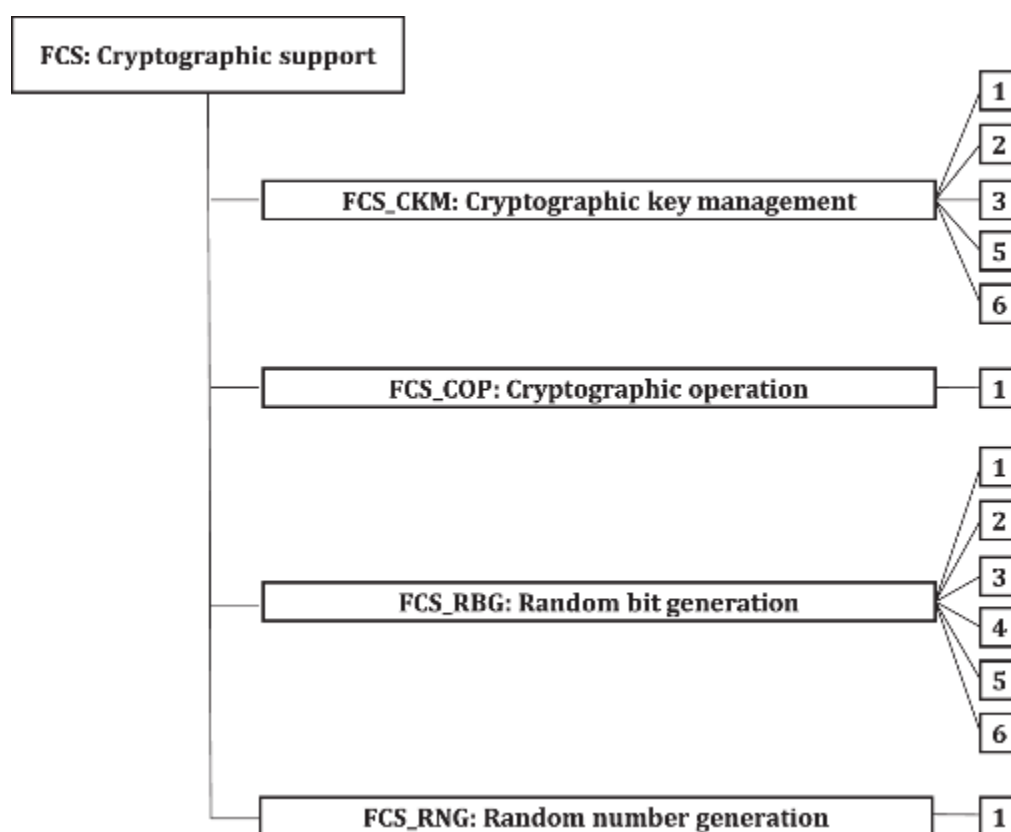 FCS: Cryptographic support
1
2
FCS_CKM: Cryptographic key management
3
5
6
FCS_COP: Cryptographic operation
1
1
2
3
FCS_RBG: Random bit generation
4
5
6
FCS_RNG: Random number generation
1